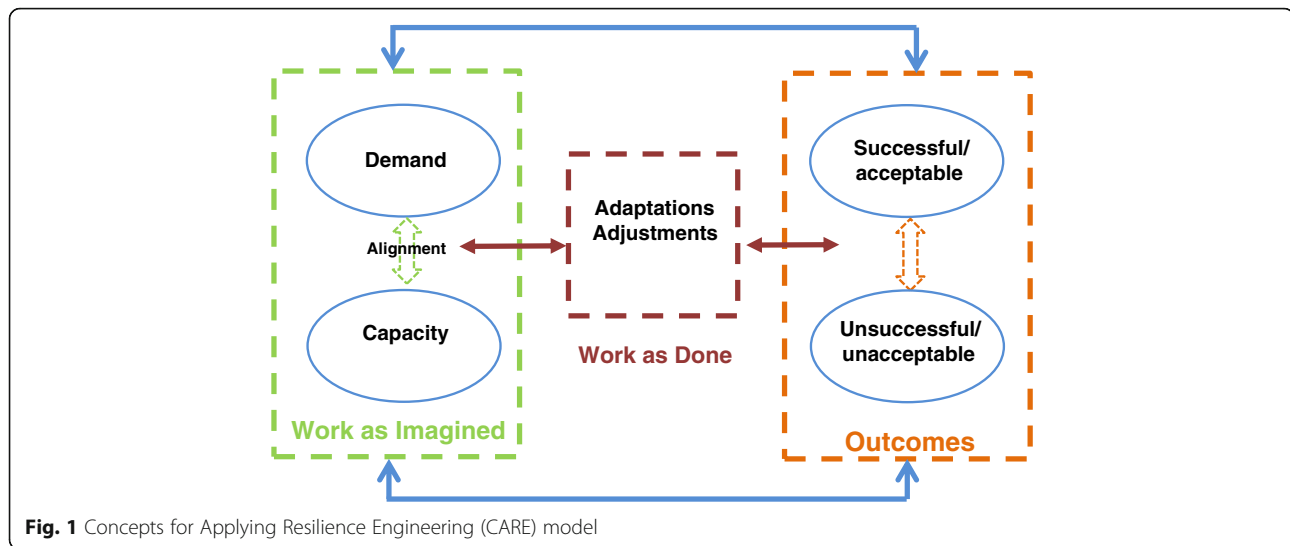 Demand
Alignment
Capacity
Work as Imagined
Adaptations
Adjustments
Work as Done
Successful/
acceptable
Unsuccessful/
unacceptable
Outcomes
Fig. 1 Concepts for Applying Resilience Engineering (CARE) model